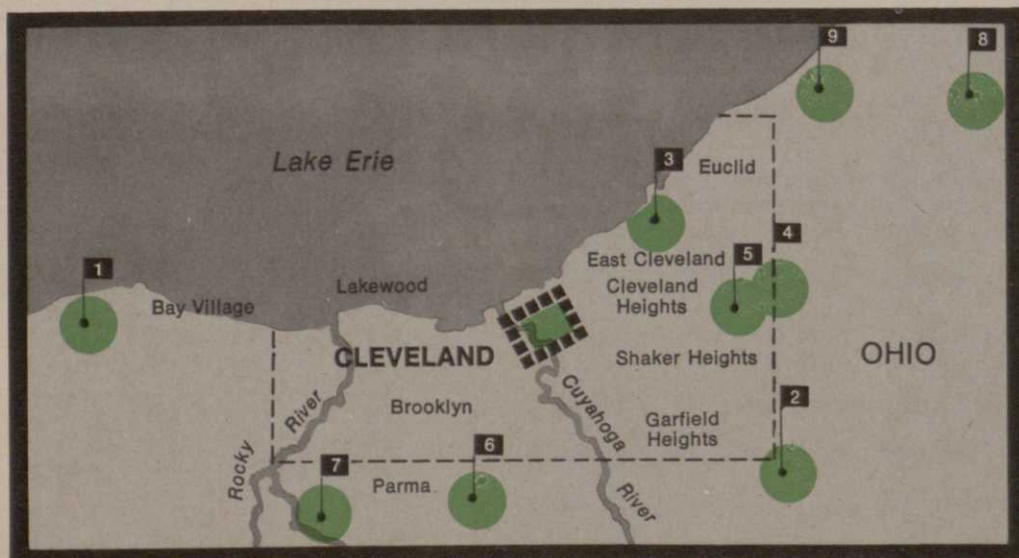 9
8
Lake Erie
3
Euclid
4
East Cleveland
5
1
Lakewood
Cleveland
Heights
Bay Village
CLEVELAND
Shaker Heights
OHIO
Rocky River
Brooklyn
Cuyahoga River
2
Garfield
Heights
6
7
Parma